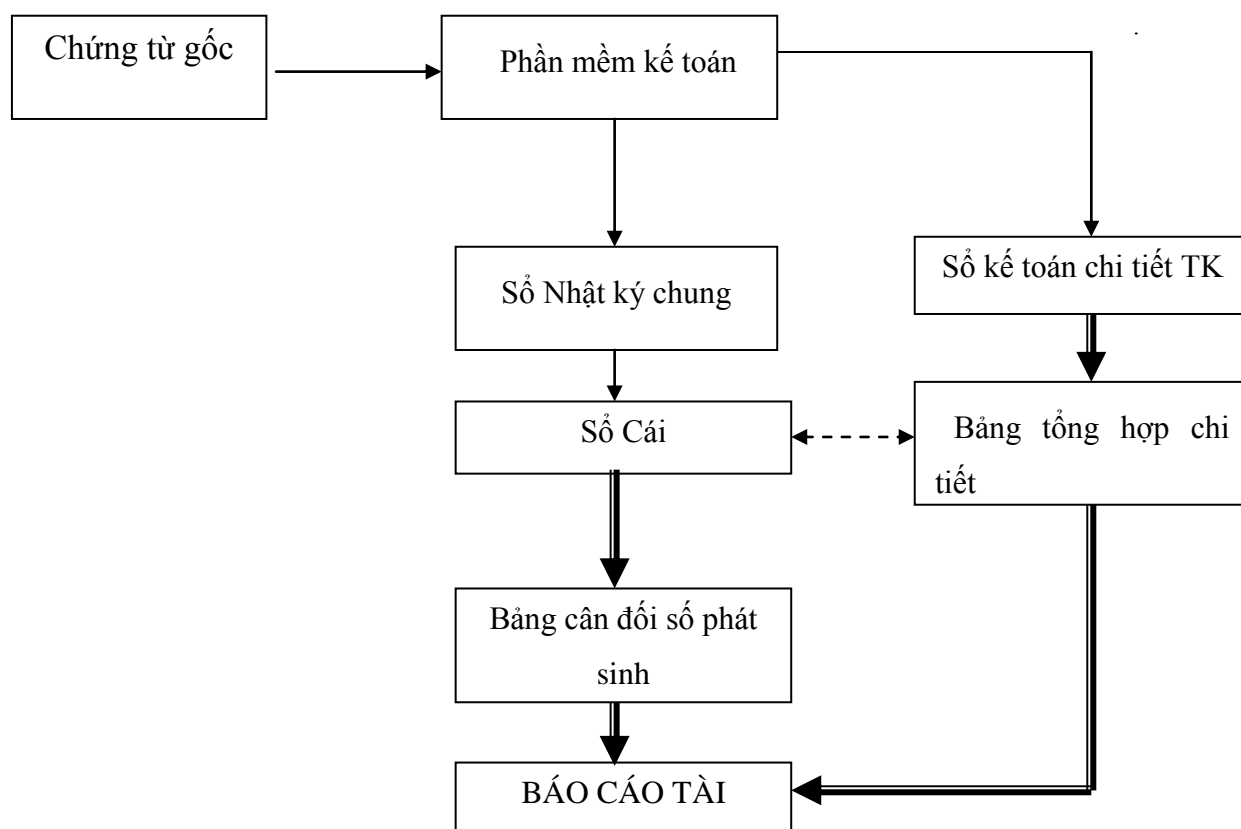 Chứng từ gốc
Phần mềm kế toán
Sổ Nhật ký chung
Sổ kế toán chi tiết TK
Sổ Cái
Bảng tổng hợp chi
tiết
Bảng cân đối số phát
sinh
BÁO CÁO TÀI